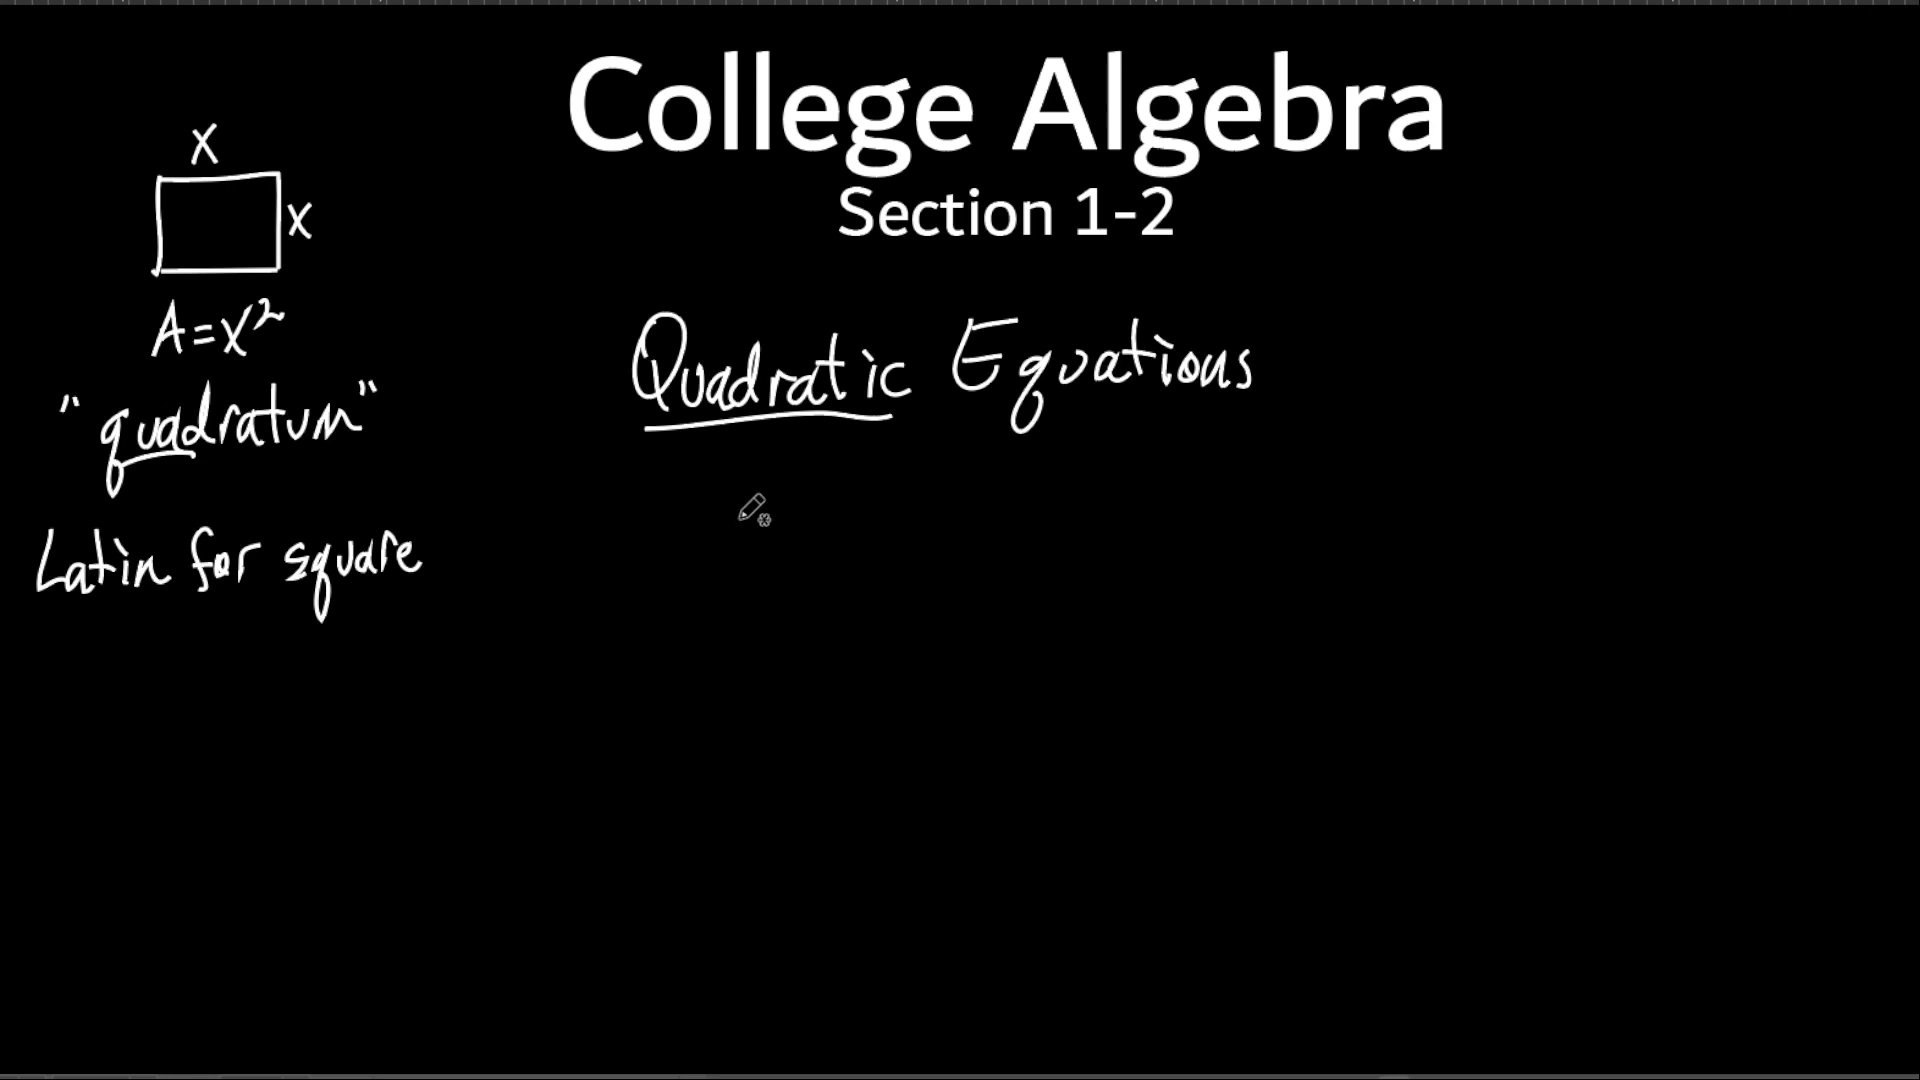 College Algebra
Section 1-2
x
x
A=x²
"quadratum"
Latin for square
Quadratic Equations